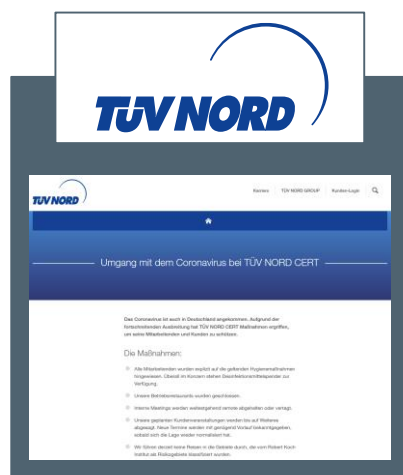 TÜV NORD
TÜV NORD
Karriere TÜV NORD GROUP Kunden-Login
Umgang mit dem Coronavirus bei TÜV NORD CERT
Das Coronavirus ist auch in Deutschland angekommen. Aufgrund der
fortschreitenden Ausbreitung hat TÜV NORD CERT Maßnahmen ergriffen,
um seine Mitarbeitenden und Kunden zu schützen.
Die Maßnahmen:
Alle Mitarbeitenden wurden explizit auf die geltenden Hygienemaßnahmen
hingewiesen. Überall im Konzern stehen Desinfektionsmittelspender zur
Verfügung.
Unsere Betriebsrestaurants wurden geschlossen.
Interne Meetings werden weitestgehend remote abgehalten oder vertagt.
Unsere geplanten Kundenveranstaltungen werden bis auf Weiteres
abgesagt. Neue Termine werden mit genügend Vorlauf bekanntgegeben,
sobald sich die Lage wieder normalisiert hat.
Wir führen derzeit keine Reisen in die Gebiete durch, die vom Robert Koch-
Institut als Risikogebiete klassifiziert wurden.